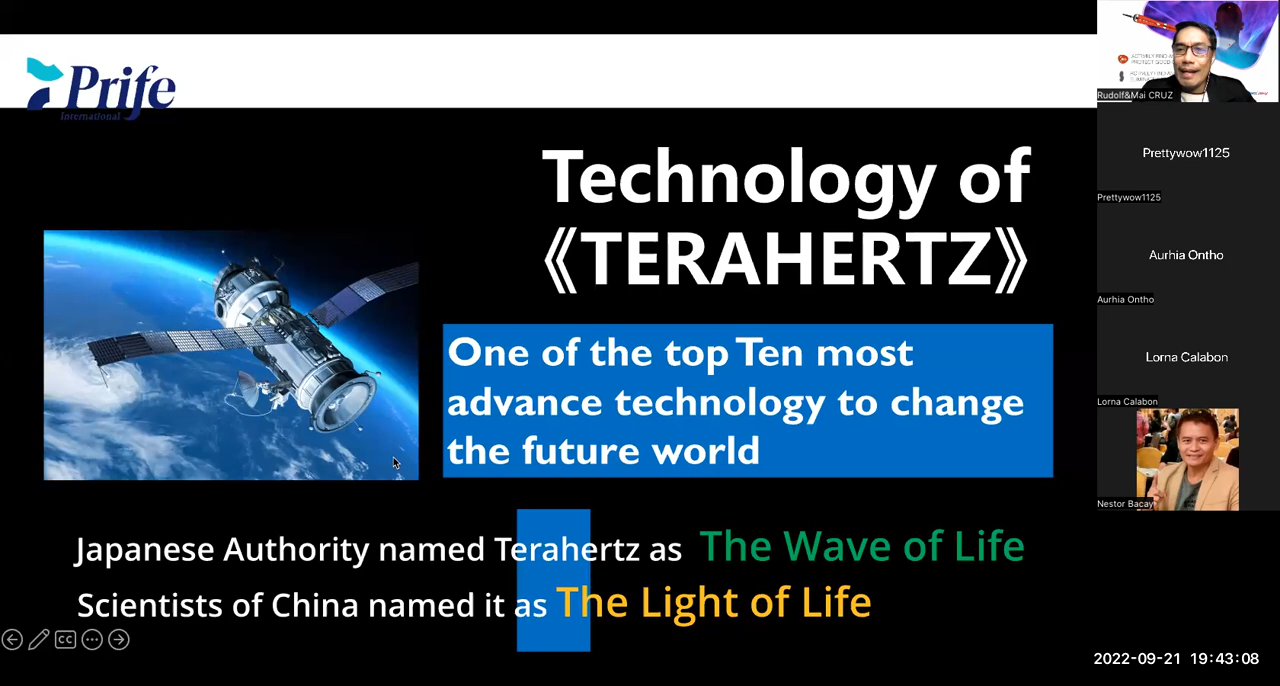 Prife
International
Technology of
《TERAHERTZ》
One of the top Ten most
advance technology to change
the future world
Japanese Authority named Terahertz as The Wave of Life
Scientists of China named it as The Light of Life
CC
Rudolf&Mai CRUZ
Prettywow1125
Prettywow1125
Aurhia Ontho
Aurhia Ontho
Lorna Calabon
Lorna Calabon
Nestor Bacay
2022-09-21 19:43:08